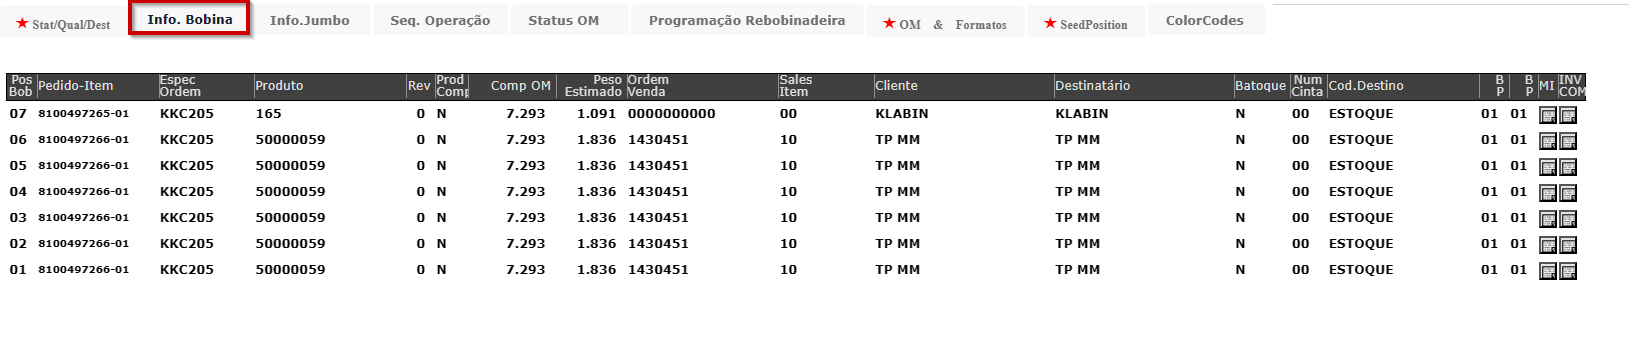 ★ Stat/Qual/Dest Info. Bobina Info.Jumbo Seq. Operação Status OM Programação Rebobinadeira ★ OM & Formatos ★ SeedPosition ColorCodes
Pos Bob Pedido-Item Espec Ordem Produto Rev Prod Comp Comp OM Peso Estimado Ordem Venda Sales Item Cliente Destinatário Batoque Num Cinta Cod.Destino B P B P MI INV COM
07 8100497265-01 KKC205 165 0 N 7.293 1.091 0000000000 00 KLABIN KLABIN N 00 ESTOQUE 01 01
06 8100497266-01 KKC205 50000059 0 N 7.293 1.836 1430451 10 TP MM TP MM N 00 ESTOQUE 01 01
05 8100497266-01 KKC205 50000059 0 N 7.293 1.836 1430451 10 TP MM TP MM N 00 ESTOQUE 01 01
04 8100497266-01 KKC205 50000059 0 N 7.293 1.836 1430451 10 TP MM TP MM N 00 ESTOQUE 01 01
03 8100497266-01 KKC205 50000059 0 N 7.293 1.836 1430451 10 TP MM TP MM N 00 ESTOQUE 01 01
02 8100497266-01 KKC205 50000059 0 N 7.293 1.836 1430451 10 TP MM TP MM N 00 ESTOQUE 01 01
01 8100497266-01 KKC205 50000059 0 N 7.293 1.836 1430451 10 TP MM TP MM N 00 ESTOQUE 01 01